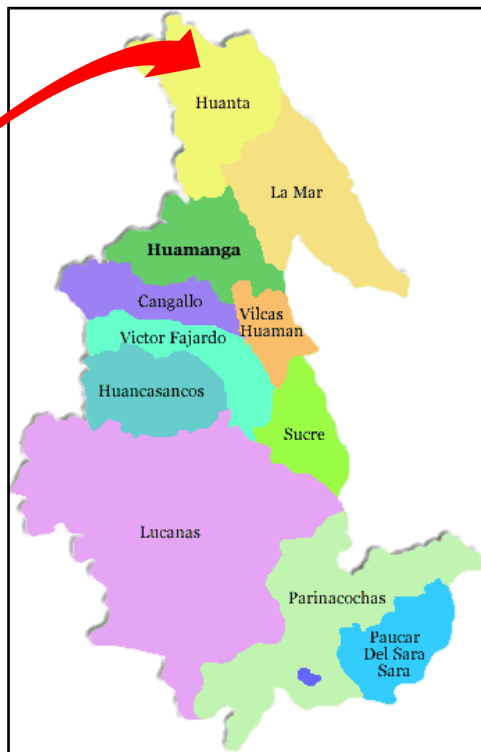 Huanta
La Mar
Huamanga
Cangallo
Vilcas
Huaman
Victor Fajardo
Huancasancos
Sucre
Lucanas
Parinacochas
Paucar
Del Sara
Sara